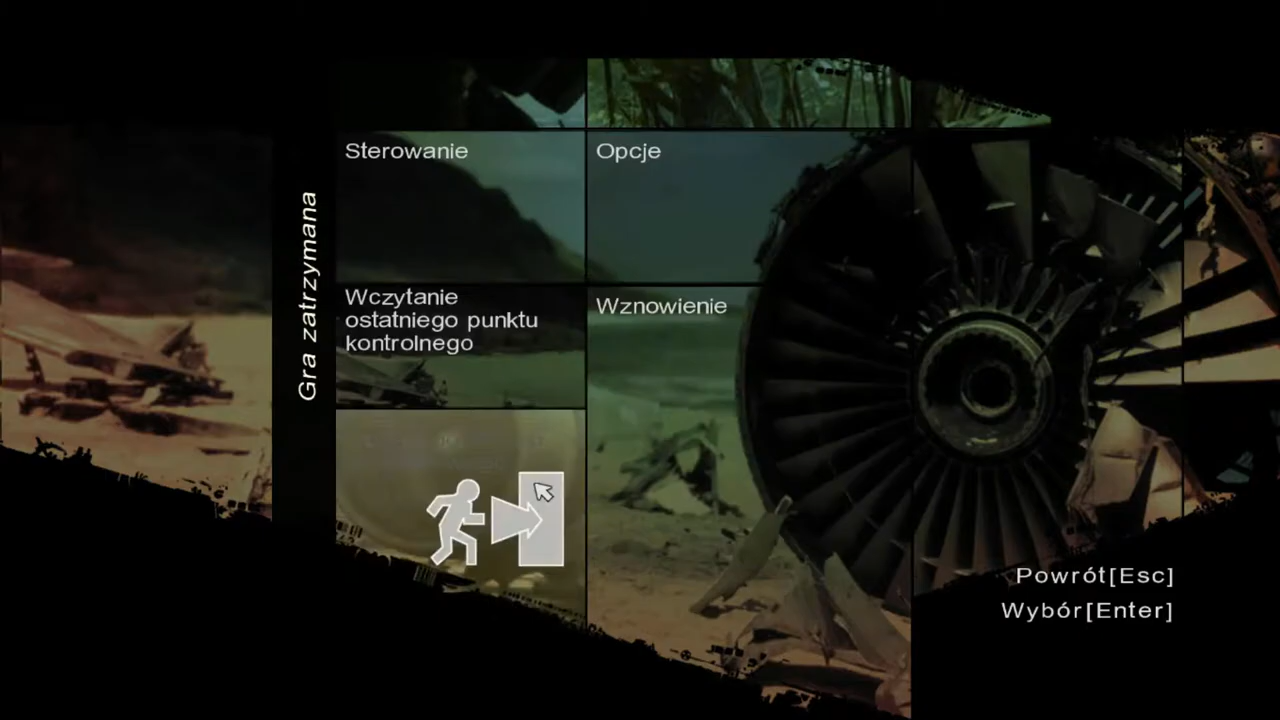 Gra zatrzymana
Sterowanie
Opcje
Wczytanie
ostatniego punktu
kontrolnego
Wznowienie
Powrót[Esc]
Wybór[Enter]